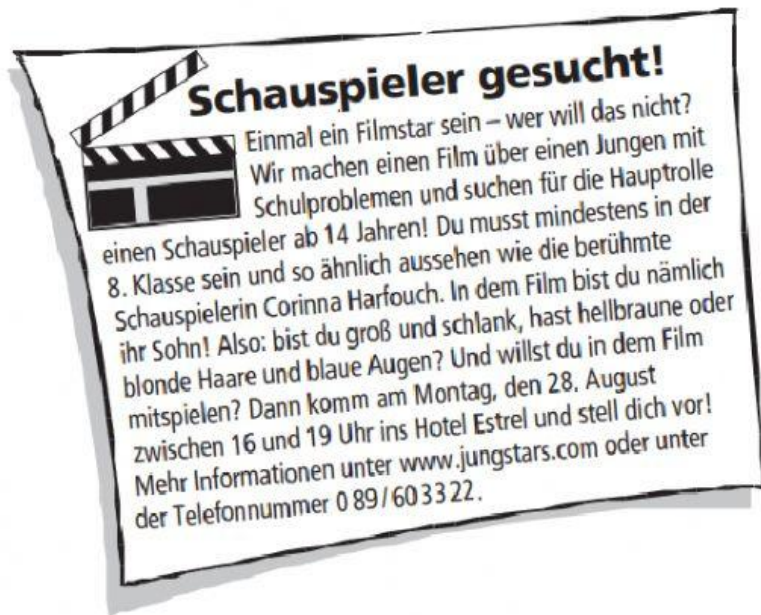 Schauspieler gesucht!
Einmal ein Filmstar sein – wer will das nicht?
Wir machen einen Film über einen Jungen mit
Schulproblemen und suchen für die Hauptrolle
einen Schauspieler ab 14 Jahren! Du musst mindestens in der
8. Klasse sein und so ähnlich aussehen wie die berühmte
Schauspielerin Corinna Harfouch. In dem Film bist du nämlich
ihr Sohn! Also: bist du groß und schlank, hast hellbraune oder
blonde Haare und blaue Augen? Und willst du in dem Film
mitspielen? Dann komm am Montag, den 28. August
zwischen 16 und 19 Uhr ins Hotel Estrel und stell dich vor!
Mehr Informationen unter www.jungstars.com oder unter
der Telefonnummer 0 89/60 33 22.